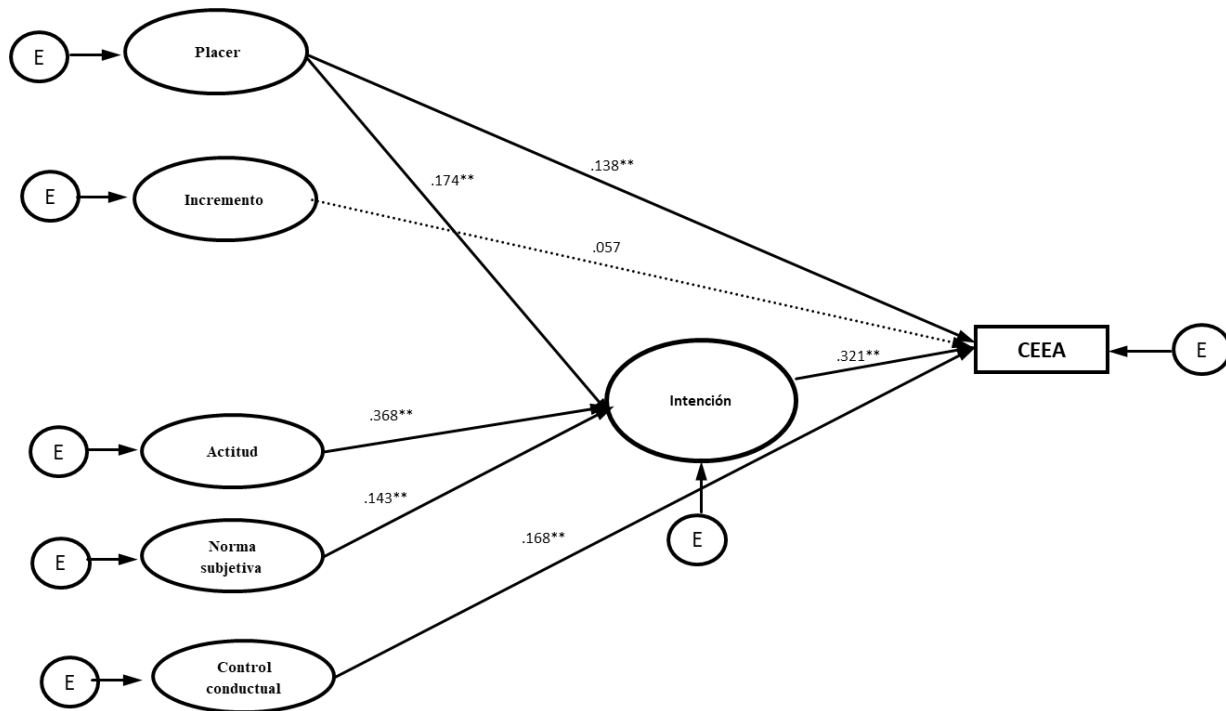 E
Placer
.138**
.174**
E
Incremento
.057
CEEA
E
.321**
Intención
.368**
E
Actitud
.143**
E
Norma
subjetiva
.168**
E
Control
conductual
E